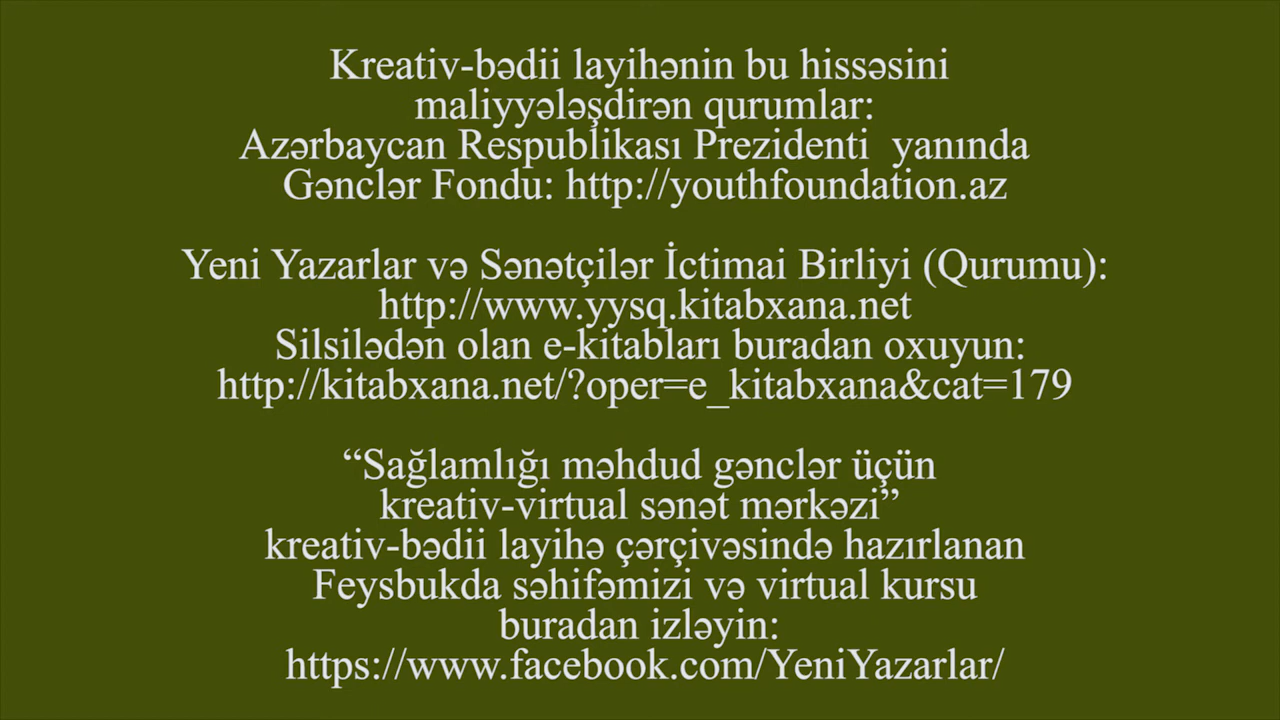 Kreativ-bədii layihənin bu hissəsini
maliyyələşdirən qurumlar:
Azərbaycan Respublikası Prezidenti  yanında
Gənclər Fondu: http://youthfoundation.az
Yeni Yazarlar və Sənətçilər İctimai Birliyi (Qurumu):
http://www.yysq.kitabxana.net
Silsilədən olan e-kitabları buradan oxuyun:
http://kitabxana.net/?oper=e_kitabxana&cat=179
“Sağlamlığı məhdud gənclər üçün
kreativ-virtual sənət mərkəzi”
kreativ-bədii layihə çərçivəsində hazırlanan
Feysbukda səhifəmizi və virtual kursu
buradan izləyin:
https://www.facebook.com/YeniYazarlar/